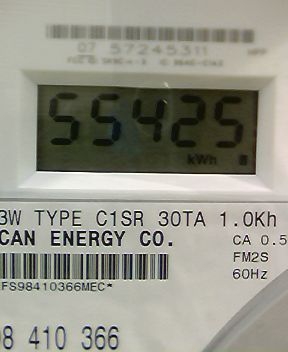 07 57245311
55425
kWh
3W TYPE C1SR 30TA 1.0Kh
CAN ENERGY CO.
CA 0.5
FM2S
60Hz
FS98410366MEC*
98 410 366